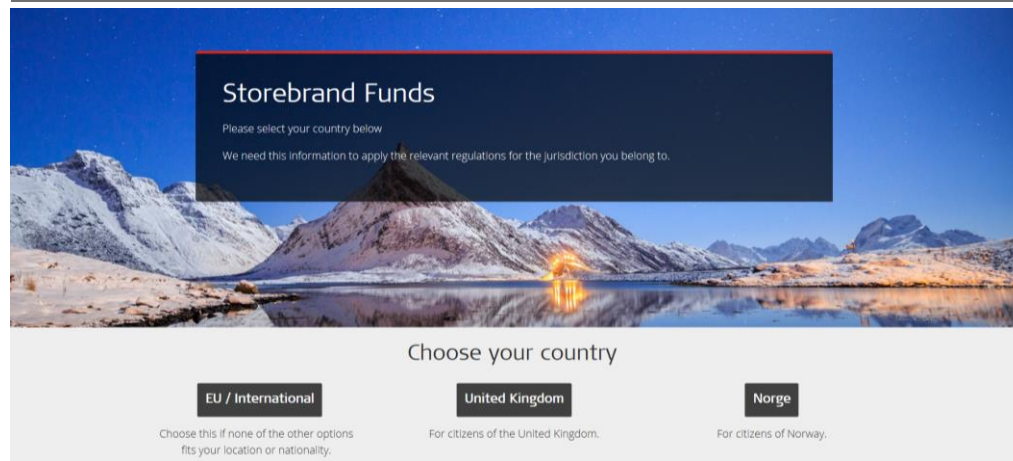 Storebrand Funds
Please select your country below
We need this information to apply the relevant regulations for the jurisdiction you belong to.
Choose your country
EU / International
United Kingdom
Norge
Choose this if none of the other options
fits your location or nationality.
For citizens of the United Kingdom.
For citizens of Norway.